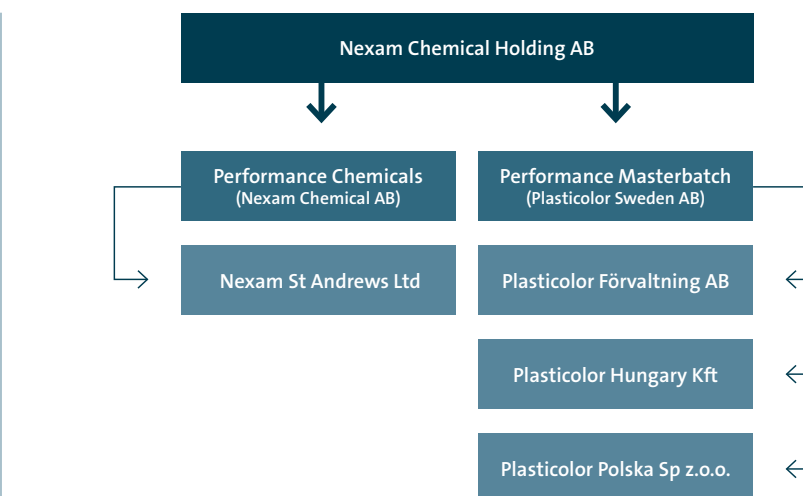 Nexam Chemical Holding AB
Performance Chemicals
(Nexam Chemical AB)
Performance Masterbatch
(Plasticolor Sweden AB)
Nexam St Andrews Ltd
Plasticolor Förvaltning AB
Plasticolor Hungary Kft
Plasticolor Polska Sp z.o.o.